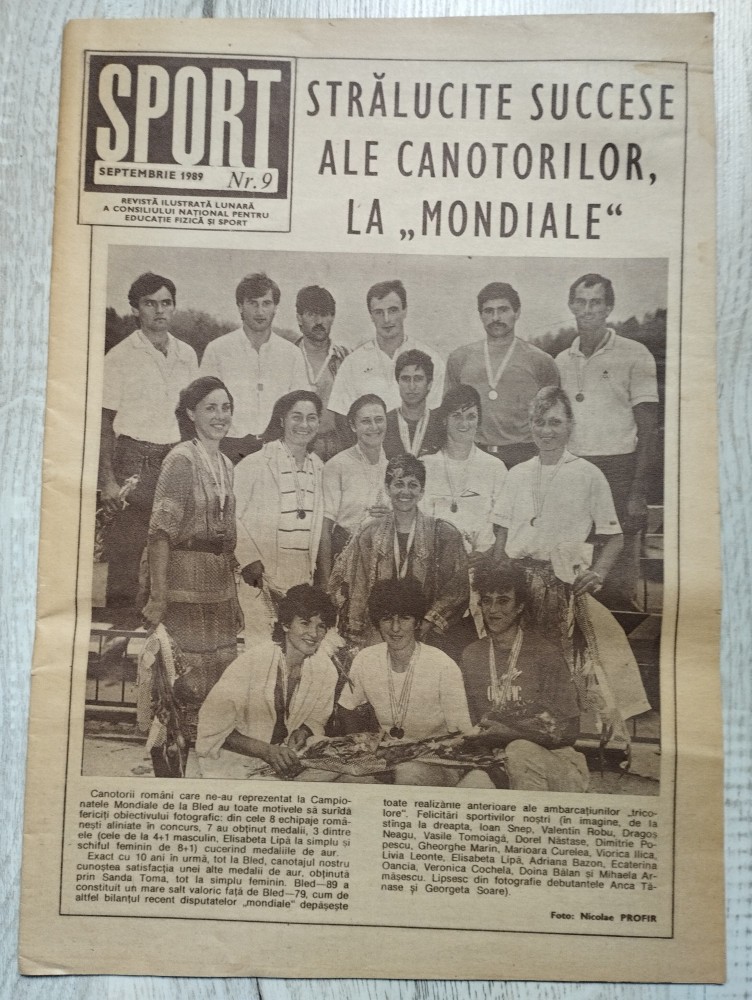 SPORT
SEPTEMBRIE 1989 Nr. 9
REVISTĂ ILUSTRATĂ LUNARĂ
A CONSILIULUI NAȚIONAL PENTRU
EDUCAȚIE FIZICĂ ȘI SPORT
STRĂLUCITE SUCCESE
ALE CANOTORILOR,
LA „MONDIALE“
Canotorii români care ne-au reprezentat la Campio-
natele Mondiale de la Bled au toate motivele să surîdă
fericiți obiectivului fotografic: din cele 8 echipaje româ-
nești aliniate în concurs, 7 au obținut medalii, 3 dintre
ele (cele de la 4+1 masculin, Elisabeta Lipă la simplu și
schiful feminin de 8+1) cucerind medaliile de aur.
Exact cu 10 ani în urmă, tot la Bled, canotajul nostru
cunoștea satisfacția unei alte medalii de aur, obținută
prin Sanda Toma, tot la simplu feminin. Bled—89 a
constituit un mare salt valoric față de Bled—79, cum de
altfel bilanțul recent disputatelor „mondiale” depășește
toate realizările anterioare ale ambarcațiunilor „trico-
lore”. Felicitări sportivilor noștri (în imagine, de la
stînga la dreapta, Ioan Snep, Valentin Robu, Dragoș
Neagu, Vasile Tomoiagă, Dorel Năstase, Dimitrie Po-
pescu, Gheorghe Marin, Marioara Curelea, Viorica Ilica,
Livia Leonte, Elisabeta Lipă, Adriana Bazon, Ecaterina
Oancia, Veronica Cochela, Doina Bălan și Mihaela Ar-
mășescu. Lipsesc din fotografie debutantele Anca Tă-
nase și Georgeta Soare).
Foto: Nicolae PROFIR